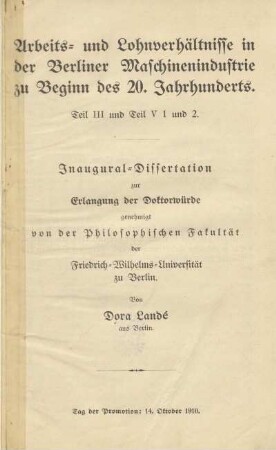 Arbeits- und Lohnverhältnisse in
der Berliner Maschinenindustrie
zu Beginn des 20. Jahrhunderts.
Teil III und Teil V 1 und 2.
Inaugural-Dissertation
zur
Erlangung der Doktorwürde
genehmigt
von der Philosophischen Fakultät
der
Friedrich-Wilhelms-Universität
zu Berlin.
Von
Dora Landé
aus Berlin.
Tag der Promotion: 14. Oktober 1910.